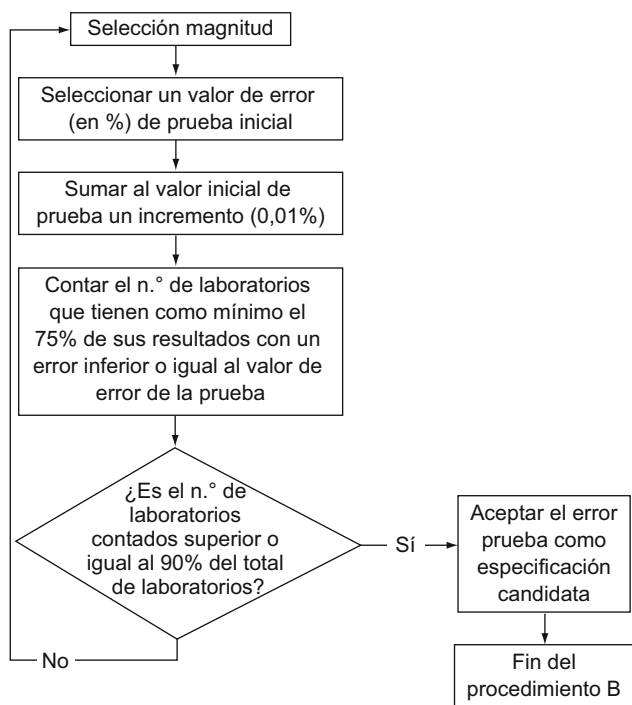 Selección magnitud
Seleccionar un valor de error
(en %) de prueba inicial
Sumar al valor inicial de
prueba un incremento (0,01%)
Contar el n.° de laboratorios
que tienen como mínimo el
75% de sus resultados con un
error inferior o igual al valor de
error de la prueba
¿Es el n.° de
laboratorios
contados superior o
igual al 90% del total
de laboratorios?
Sí
Aceptar el error
prueba como
especificación
candidata
No
Fin del
procedimiento B